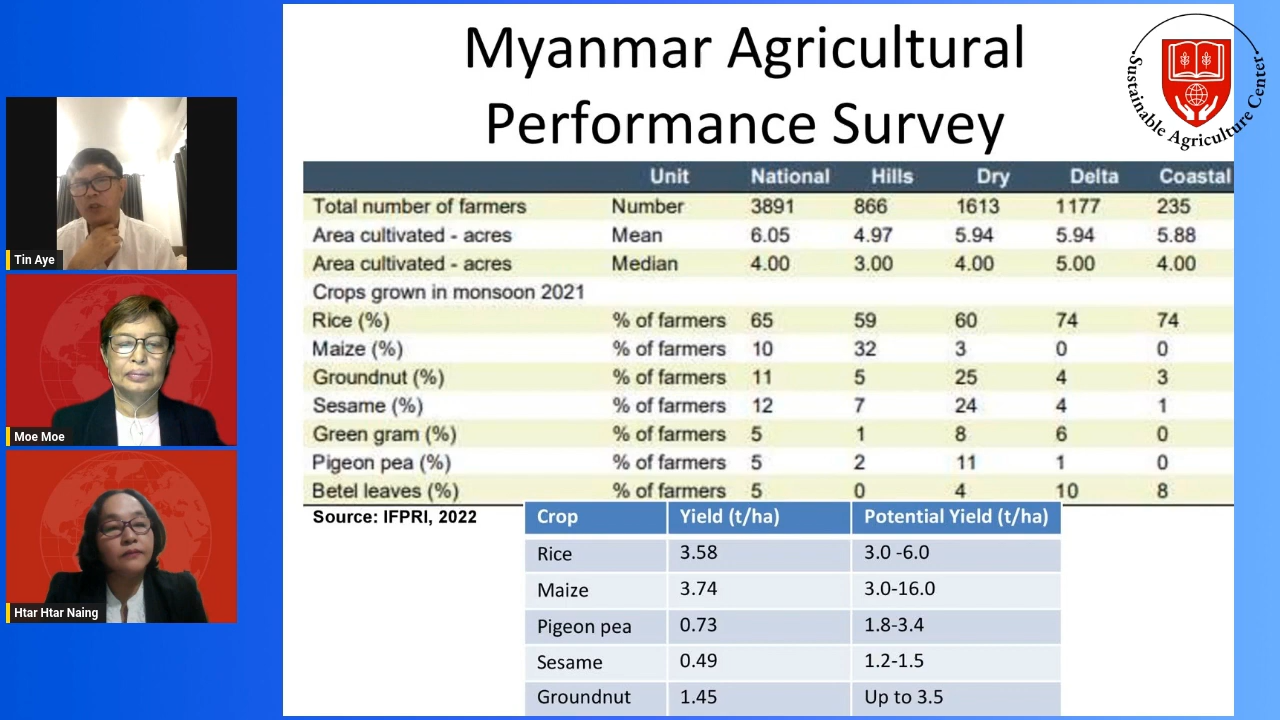 Myanmar Agricultural
Performance Survey
Sustainable Agriculture Center
Unit National Hills Dry Delta Coastal
Total number of farmers Number 3891 866 1613 1177 235
Area cultivated - acres Mean 6.05 4.97 5.94 5.94 5.88
Area cultivated - acres Median 4.00 3.00 4.00 5.00 4.00
Crops grown in monsoon 2021
Rice (%) % of farmers 65 59 60 74 74
Maize (%) % of farmers 10 32 3 0 0
Groundnut (%) % of farmers 11 5 25 4 3
Sesame (%) % of farmers 12 7 24 4 1
Green gram (%) % of farmers 5 1 8 6 0
Pigeon pea (%) % of farmers 5 2 11 1 0
Betel leaves (%) % of farmers 5 0 4 10 8
Source: IFPRI, 2022
Crop Yield (t/ha) Potential Yield (t/ha)
Rice 3.58 3.0 -6.0
Maize 3.74 3.0-16.0
Pigeon pea 0.73 1.8-3.4
Sesame 0.49 1.2-1.5
Groundnut 1.45 Up to 3.5
Tin Aye
Moe Moe
Htar Htar Naing